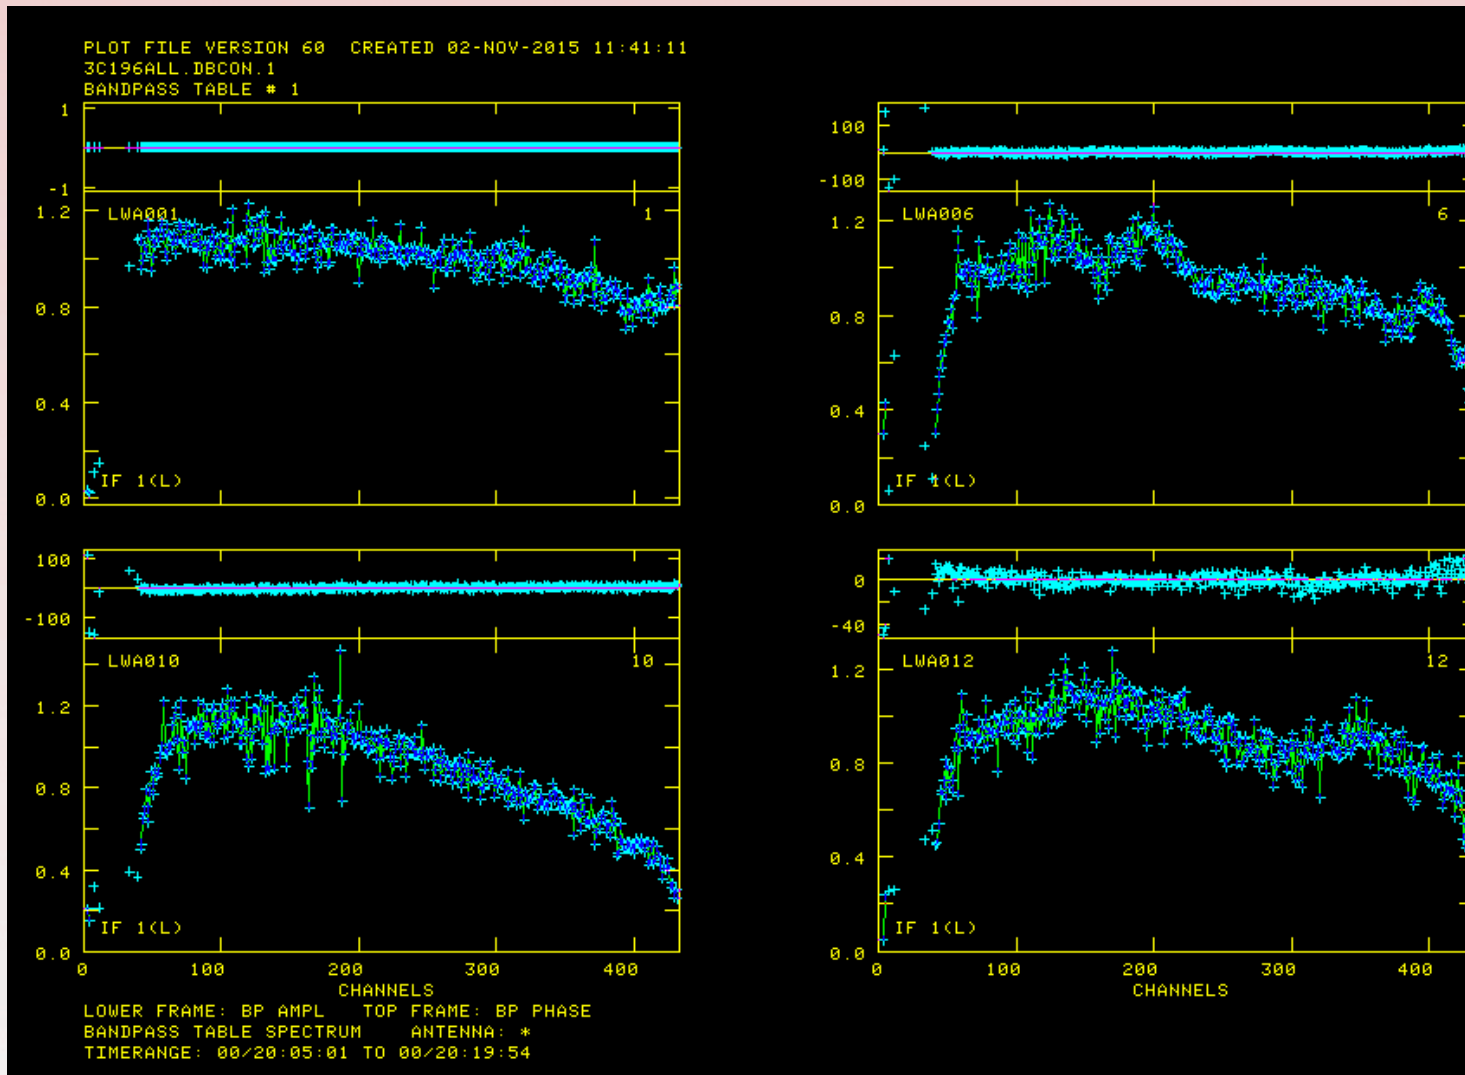 PLOT FILE VERSION 60  CREATED 02-NOV-2015 11:41:11
3C196ALL.DBCON.1
BANDPASS TABLE # 1
1
-1
1.2
0.8
0.4
0.0
LWA001 1
IF 1(L)
100
-100
1.2
0.8
0.4
0.0
LWA006 6
IF 1(L)
100
-100
1.2
0.8
0.4
0.0
LWA010 10
IF 1(L)
0 100 200 300 400
CHANNELS
0
-40
1.2
0.8
0.4
0.0
LWA012 12
IF 1(L)
0 100 200 300 400
CHANNELS
LOWER FRAME: BP AMPL   TOP FRAME: BP PHASE
BANDPASS TABLE SPECTRUM    ANTENNA: *
TIMERANGE: 00/20:05:01 TO 00/20:19:54